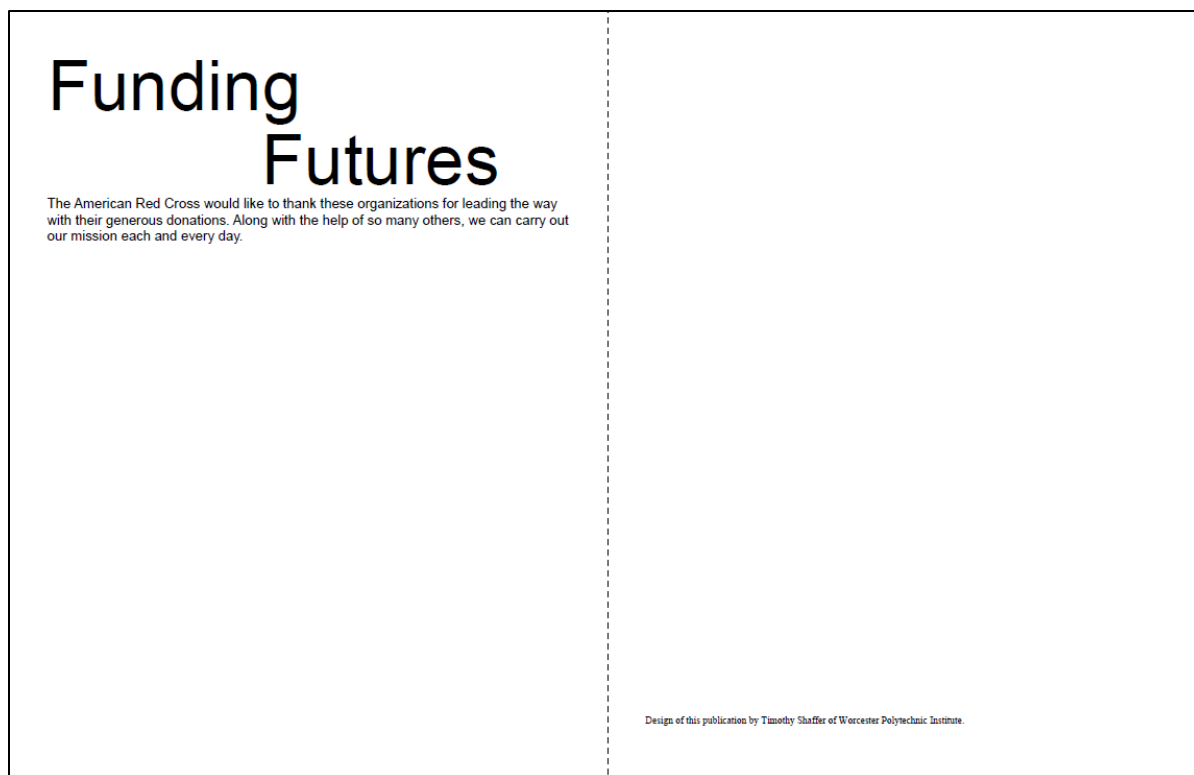 Funding
Futures
The American Red Cross would like to thank these organizations for leading the way
with their generous donations. Along with the help of so many others, we can carry out
our mission each and every day.
Design of this publication by Timothy Shaffer of Worcester Polytechnic Institute.